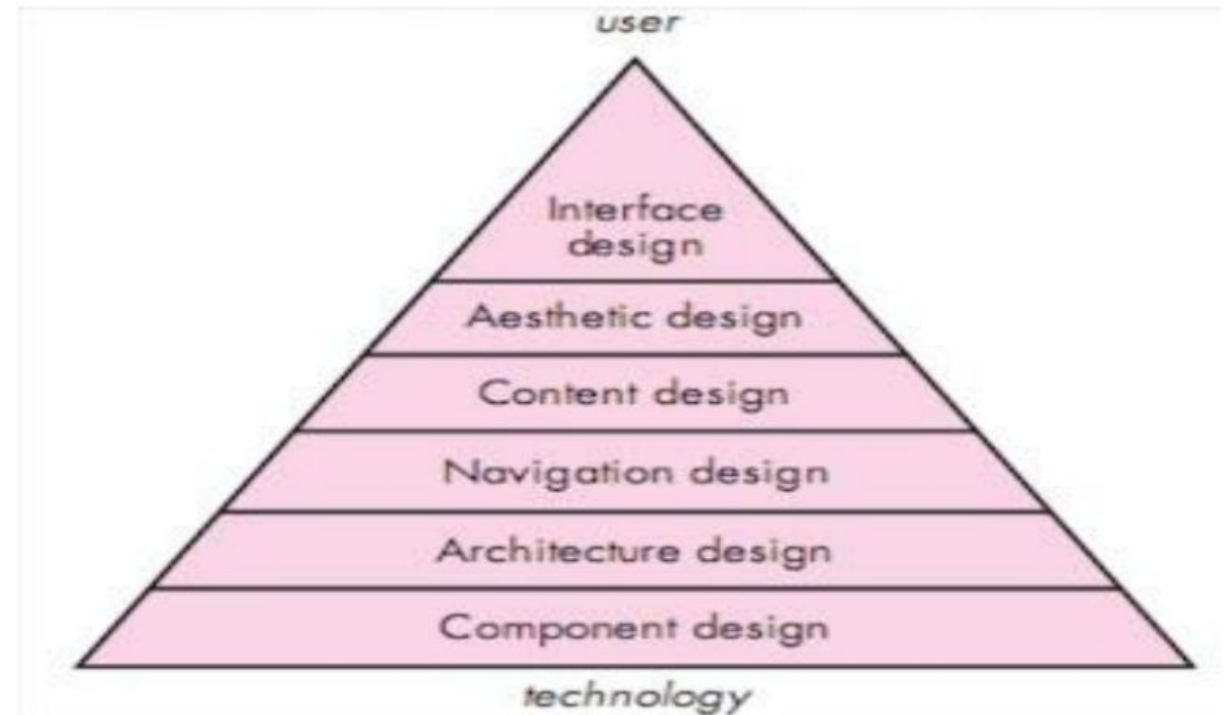 user
Interface
design
Aesthetic design
Content design
Navigation design
Architecture design
Component design
technology